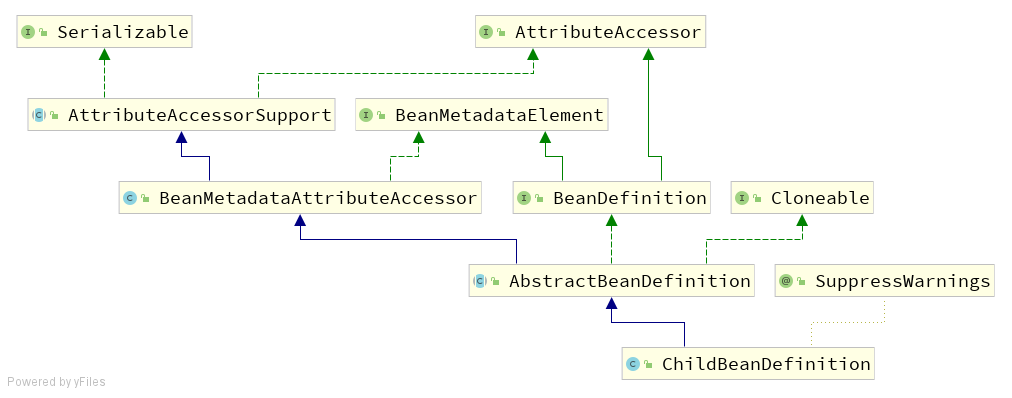 I Serializable
I AttributeAccessor
C AttributeAccessorSupport
I BeanMetadataElement
C BeanMetadataAttributeAccessor
I BeanDefinition
I Cloneable
C AbstractBeanDefinition
@ SuppressWarnings
C ChildBeanDefinition
Powered by yFiles